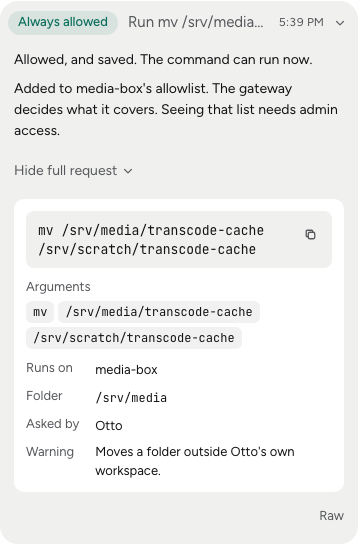 Always allowed Run mv /srv/media... 5:39 PM
Allowed, and saved. The command can run now.
Added to media-box's allowlist. The gateway
decides what it covers. Seeing that list needs admin
access.
Hide full request
mv /srv/media/transcode-cache
/srv/scratch/transcode-cache
Arguments
mv /srv/media/transcode-cache
/srv/scratch/transcode-cache
Runs on media-box
Folder /srv/media
Asked by Otto
Warning Moves a folder outside Otto's own
workspace.
Raw